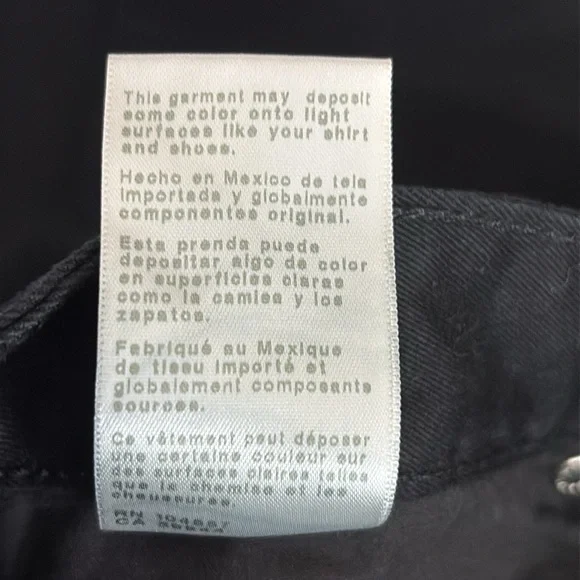 This garment may deposit
some color onto light
surfaces like your shirt
and shoes.
Hecho en Mexico de tela
importada y globalmente
componentes original.
Esta prenda puede
depositar algo de color
en superficies claras
como la camisa y los
zapatos.
Fabriqué au Mexique
de tissu importé et
globalement composants
sources.
Ce vêtement peut déposer
une certaine couleur sur
des surfaces claires telles
que la chemise et les
chaussures.
RN
CA